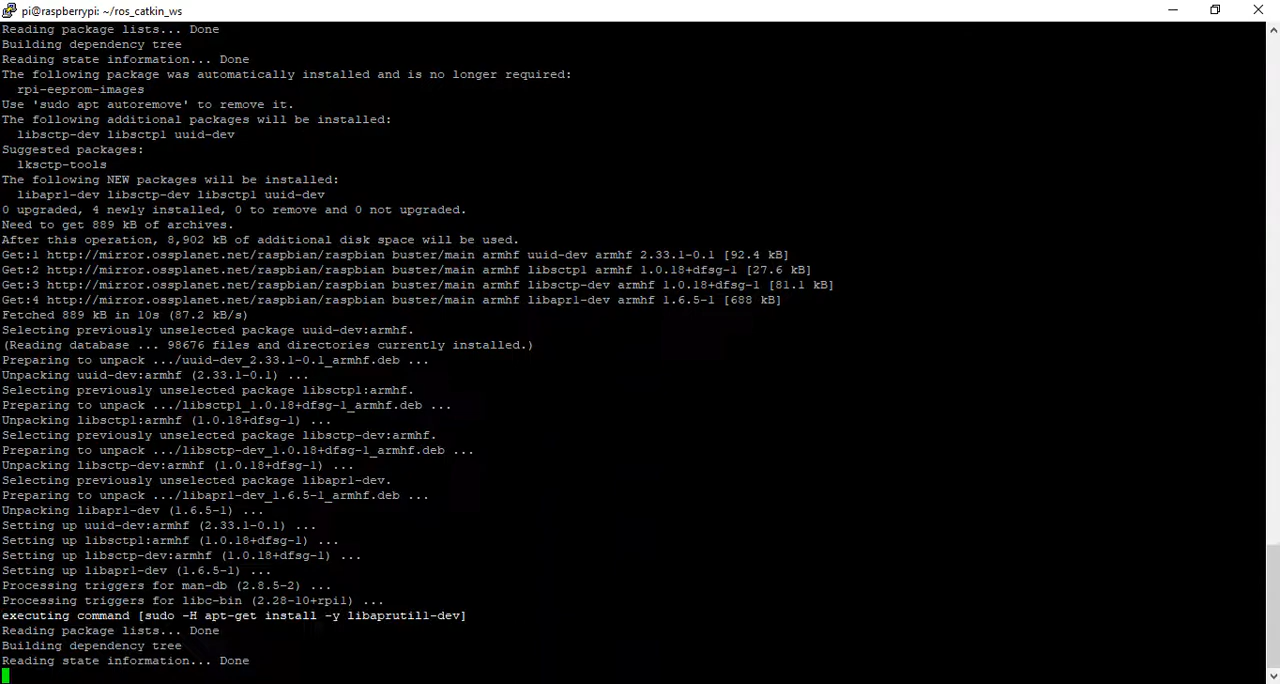 pi@raspberrypi: ~/ros_catkin_ws
Reading package lists... Done
Building dependency tree
Reading state information... Done
The following package was automatically installed and is no longer required:
  rpi-eeprom-images
Use 'sudo apt autoremove' to remove it.
The following additional packages will be installed:
  libsctp-dev libsctp1 uuid-dev
Suggested packages:
  lksctp-tools
The following NEW packages will be installed:
  libapr1-dev libsctp-dev libsctp1 uuid-dev
0 upgraded, 4 newly installed, 0 to remove and 0 not upgraded.
Need to get 889 kB of archives.
After this operation, 8,902 kB of additional disk space will be used.
Get:1 http://mirror.ossplanet.net/raspbian/raspbian buster/main armhf uuid-dev armhf 2.33.1-0.1 [92.4 kB]
Get:2 http://mirror.ossplanet.net/raspbian/raspbian buster/main armhf libsctp1 armhf 1.0.18+dfsg-1 [27.6 kB]
Get:3 http://mirror.ossplanet.net/raspbian/raspbian buster/main armhf libsctp-dev armhf 1.0.18+dfsg-1 [81.1 kB]
Get:4 http://mirror.ossplanet.net/raspbian/raspbian buster/main armhf libapr1-dev armhf 1.6.5-1 [688 kB]
Fetched 889 kB in 10s (87.2 kB/s)
Selecting previously unselected package uuid-dev:armhf.
(Reading database ... 98676 files and directories currently installed.)
Preparing to unpack .../uuid-dev_2.33.1-0.1_armhf.deb ...
Unpacking uuid-dev:armhf (2.33.1-0.1) ...
Selecting previously unselected package libsctp1:armhf.
Preparing to unpack .../libsctp1_1.0.18+dfsg-1_armhf.deb ...
Unpacking libsctp1:armhf (1.0.18+dfsg-1) ...
Selecting previously unselected package libsctp-dev:armhf.
Preparing to unpack .../libsctp-dev_1.0.18+dfsg-1_armhf.deb ...
Unpacking libsctp-dev:armhf (1.0.18+dfsg-1) ...
Selecting previously unselected package libapr1-dev.
Preparing to unpack .../libapr1-dev_1.6.5-1_armhf.deb ...
Unpacking libapr1-dev (1.6.5-1) ...
Setting up uuid-dev:armhf (2.33.1-0.1) ...
Setting up libsctp1:armhf (1.0.18+dfsg-1) ...
Setting up libsctp-dev:armhf (1.0.18+dfsg-1) ...
Setting up libapr1-dev (1.6.5-1) ...
Processing triggers for man-db (2.8.5-2) ...
Processing triggers for libc-bin (2.28-10+rpi1) ...
executing command [sudo -H apt-get install -y libaprutil1-dev]
Reading package lists... Done
Building dependency tree
Reading state information... Done